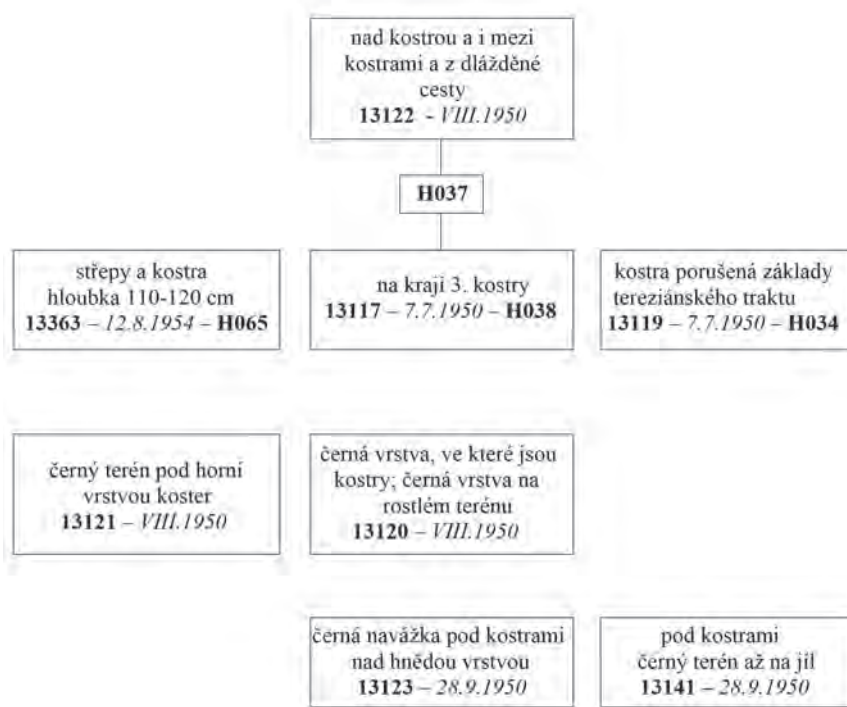 nad kostrou a i mezi
kostrami a z dlážděné
cesty
13122 - VIII.1950
H037
střepy a kostra
hloubka 110-120 cm
13363 – 12.8.1954 – H065
na kraji 3. kostry
13117 – 7.7.1950 – H038
kostra porušená základy
tereziánského traktu
13119 – 7.7.1950 – H034
černý terén pod horní
vrstvou koster
13121 – VIII.1950
černá vrstva, ve které jsou
kostry; černá vrstva na
rostlém terénu
13120 – VIII.1950
černá navážka pod kostrami
nad hnědou vrstvou
13123 – 28.9.1950
pod kostrami
černý terén až na jíl
13141 – 28.9.1950